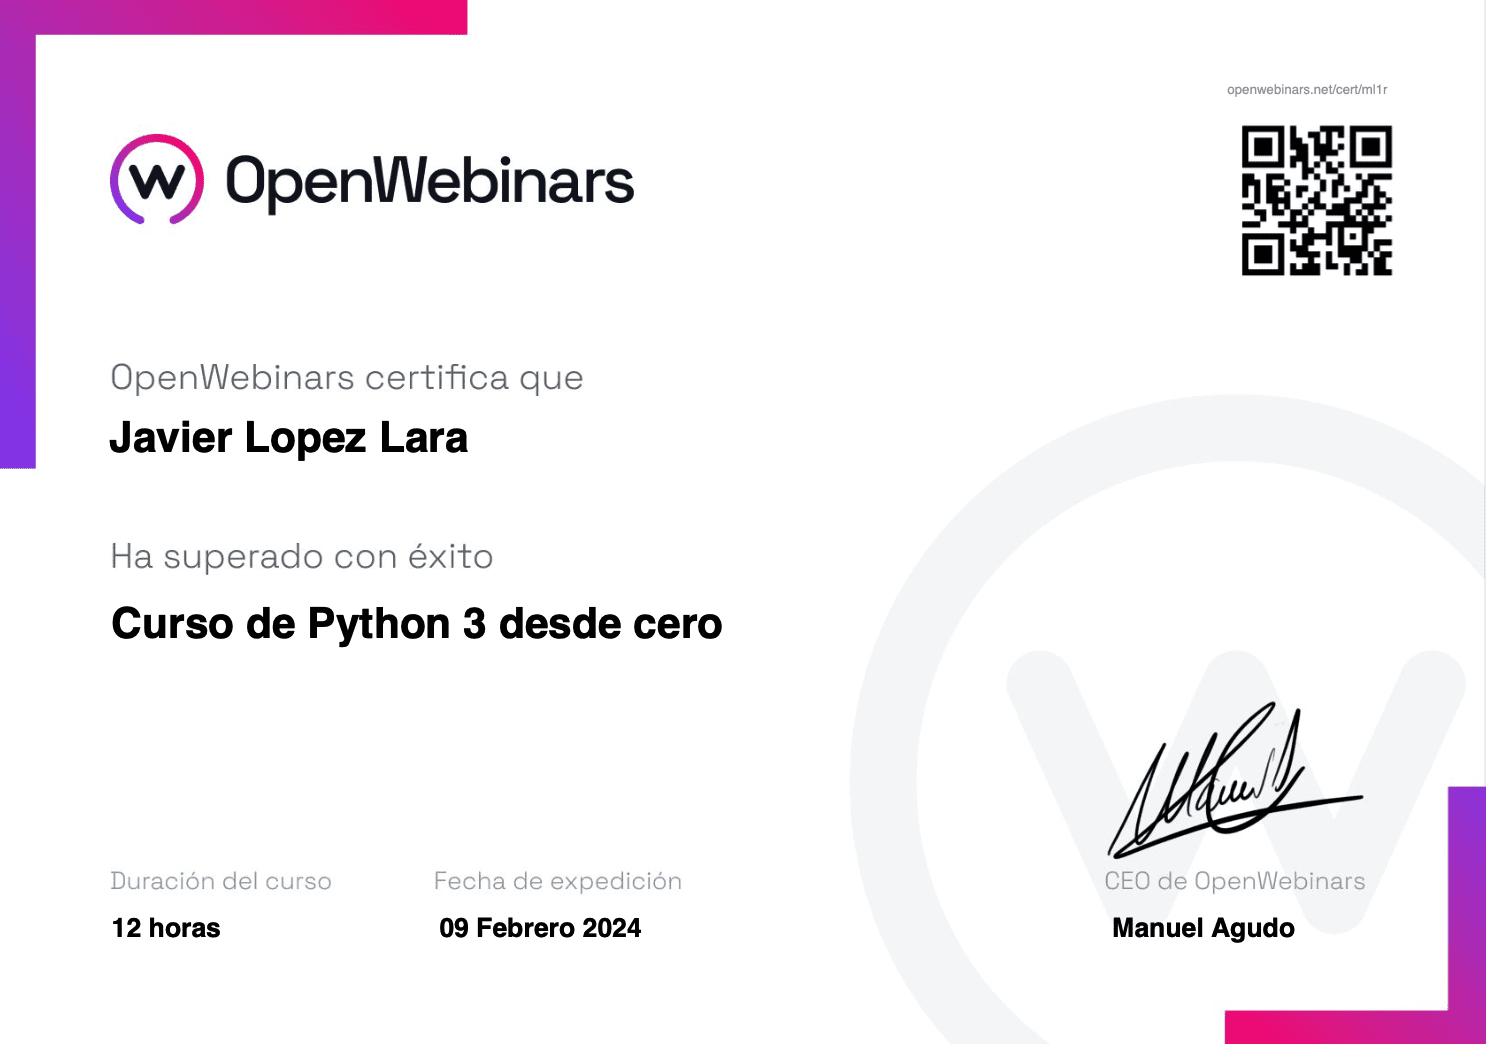 openwebinars.net/cert/ml1r
OpenWebinars
OpenWebinars certifica que
Javier Lopez Lara
Ha superado con éxito
Curso de Python 3 desde cero
Duración del curso
12 horas
Fecha de expedición
09 Febrero 2024
CEO de OpenWebinars
Manuel Agudo